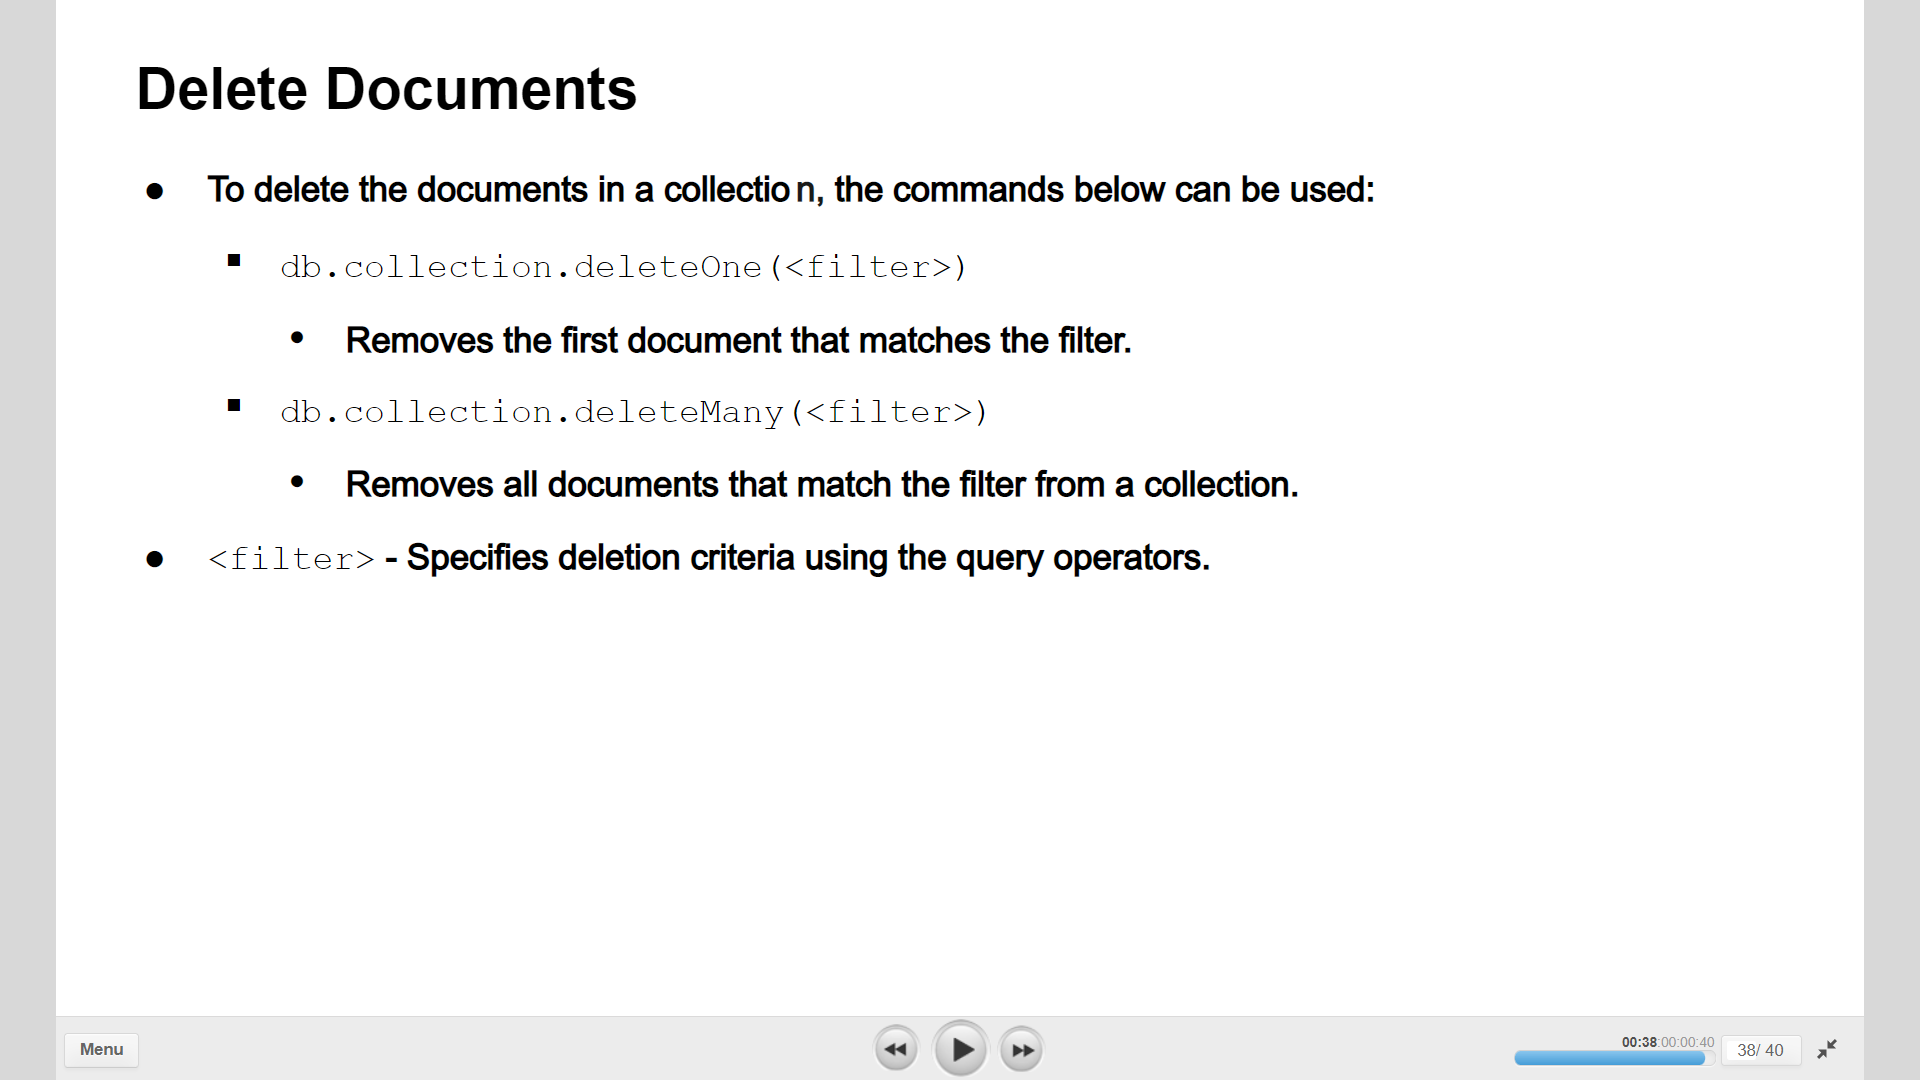 Delete Documents
● To delete the documents in a collection, the commands below can be used:
▪ db.collection.deleteOne(<filter>)
• Removes the first document that matches the filter.
▪ db.collection.deleteMany(<filter>)
• Removes all documents that match the filter from a collection.
● <filter> - Specifies deletion criteria using the query operators.
Menu
00:38:00:00:40
38/ 40